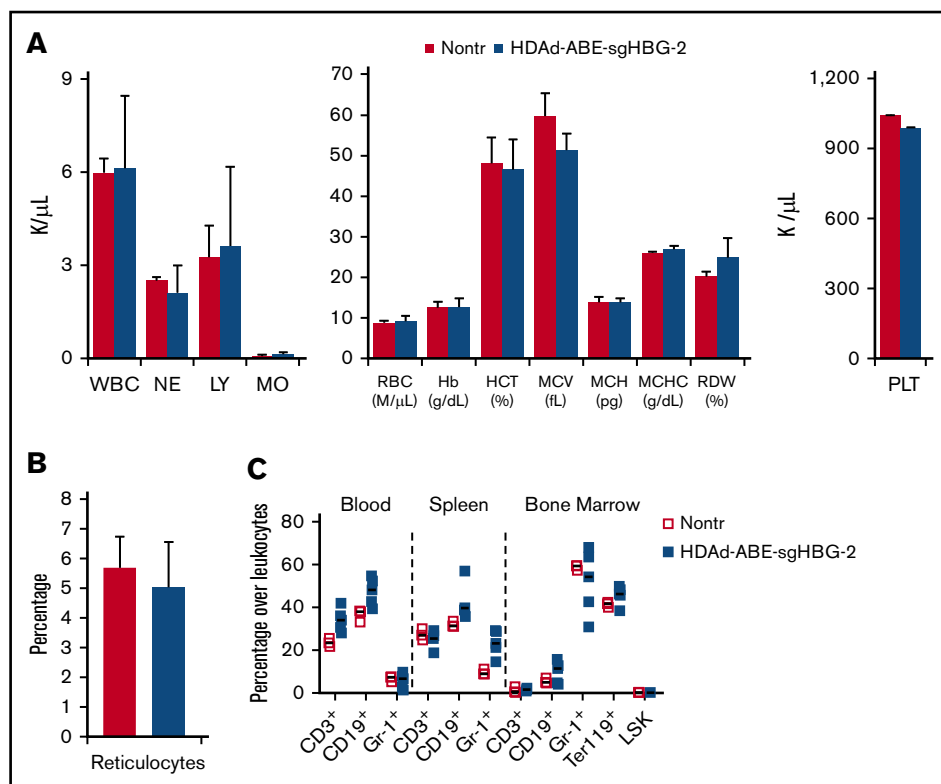 A
Nontr HDAd-ABE-sgHBG-2
9
6
3
0
K/µL
WBC NE LY MO
70
60
50
40
30
20
10
0
RBC Hb HCT MCV MCH MCHC RDW
(M/µL) (g/dL) (%) (fL) (pg) (g/dL) (%)
1,200
900
600
300
0
K /µL
PLT
B
8
7
6
5
4
3
2
1
0
Percentage
Reticulocytes
C
Blood Spleen Bone Marrow
Nontr
HDAd-ABE-sgHBG-2
80
60
40
20
0
Percentage over leukocytes
CD3+ CD19+ Gr-1+ CD3+ CD19+ Gr-1+ CD3+ CD19+ Gr-1+ Ter119+ LSK